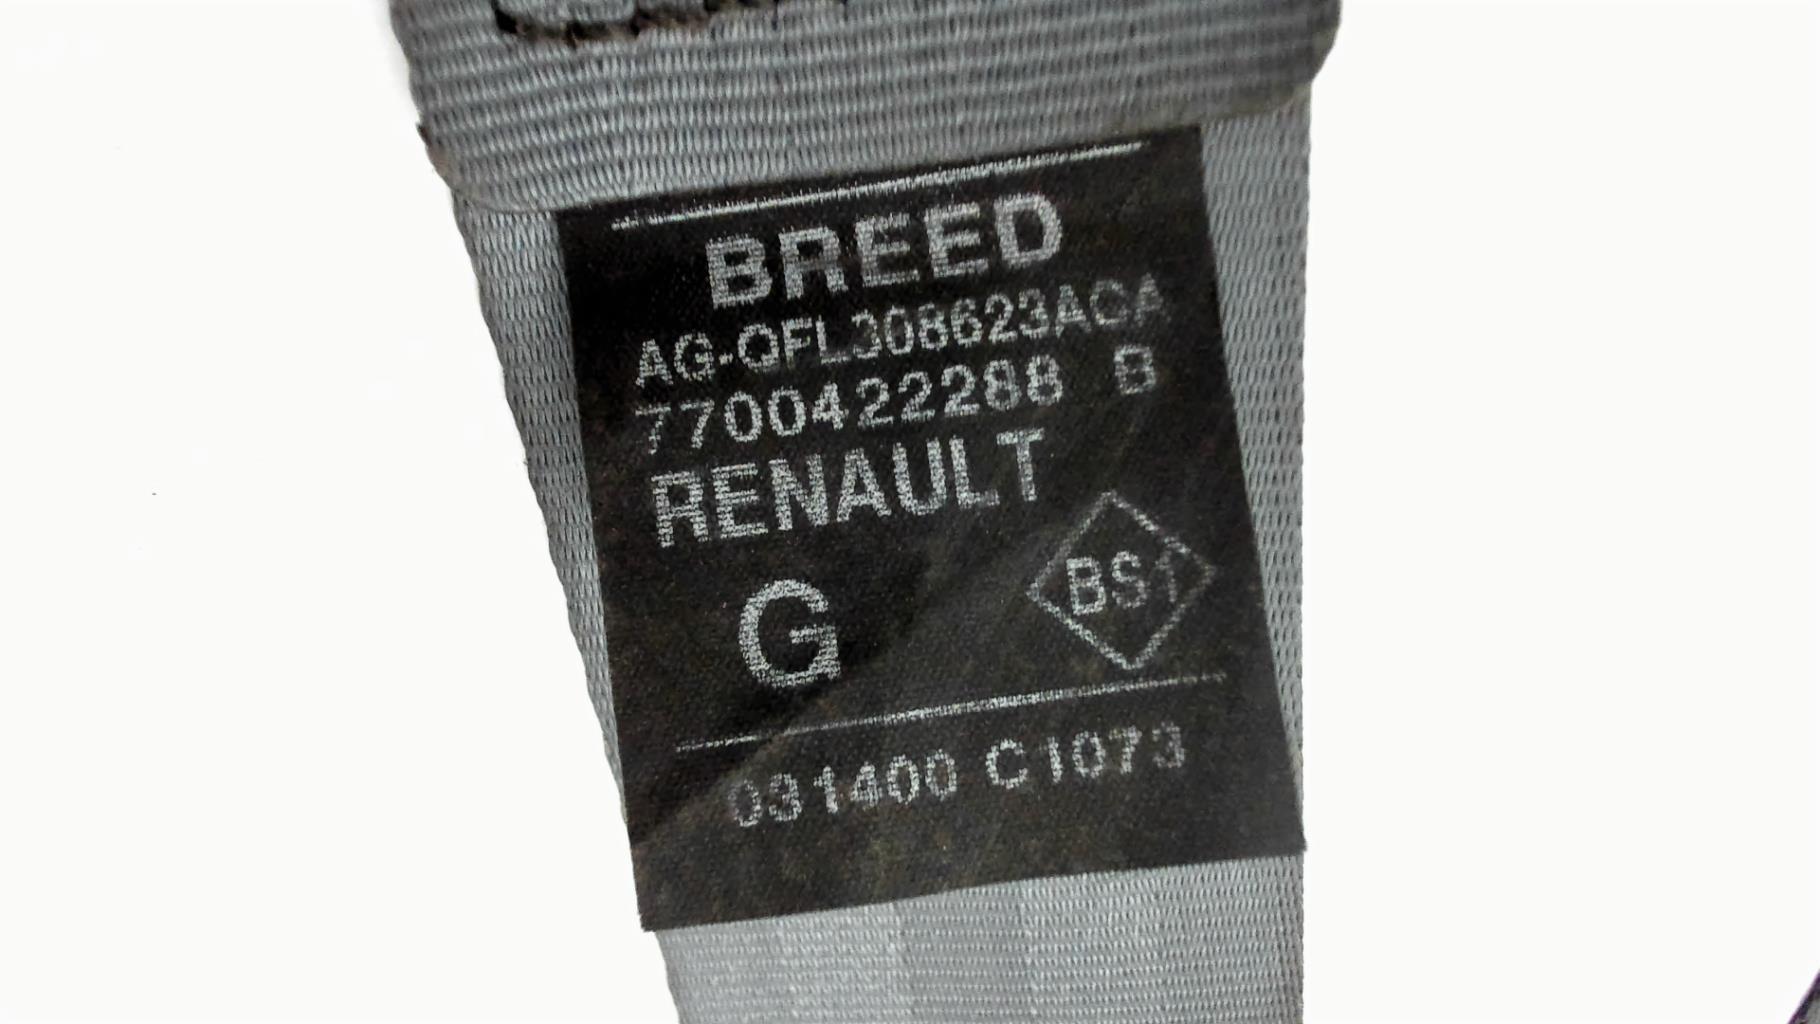 BREED
AG-QFL308623ACA
7700422288 B
RENAULT
G
BS1
031400 C1073